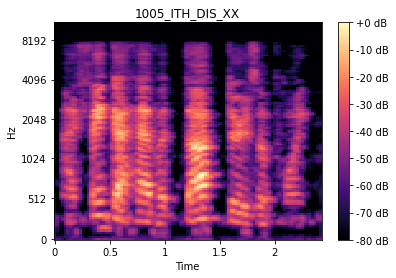 1005_ITH_DIS_XX
+0 dB
8192
-10 dB
4096
-20 dB
-30 dB
2048
Hz
-40 dB
1024
-50 dB
512
-60 dB
-70 dB
0
-80 dB
0 0.5 1 1.5 2
Time